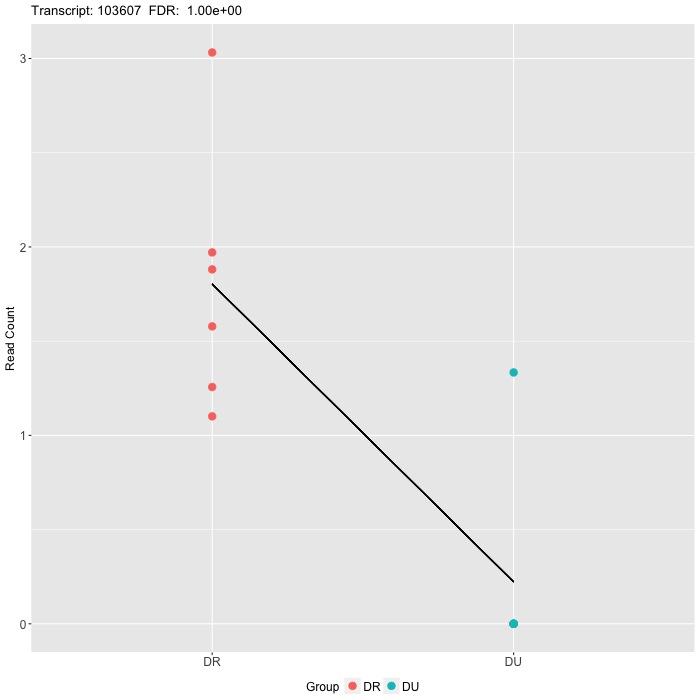 Transcript: 103607 FDR: 1.00e+00
3
2
1
0
Read Count
DR DU
Group DR DU